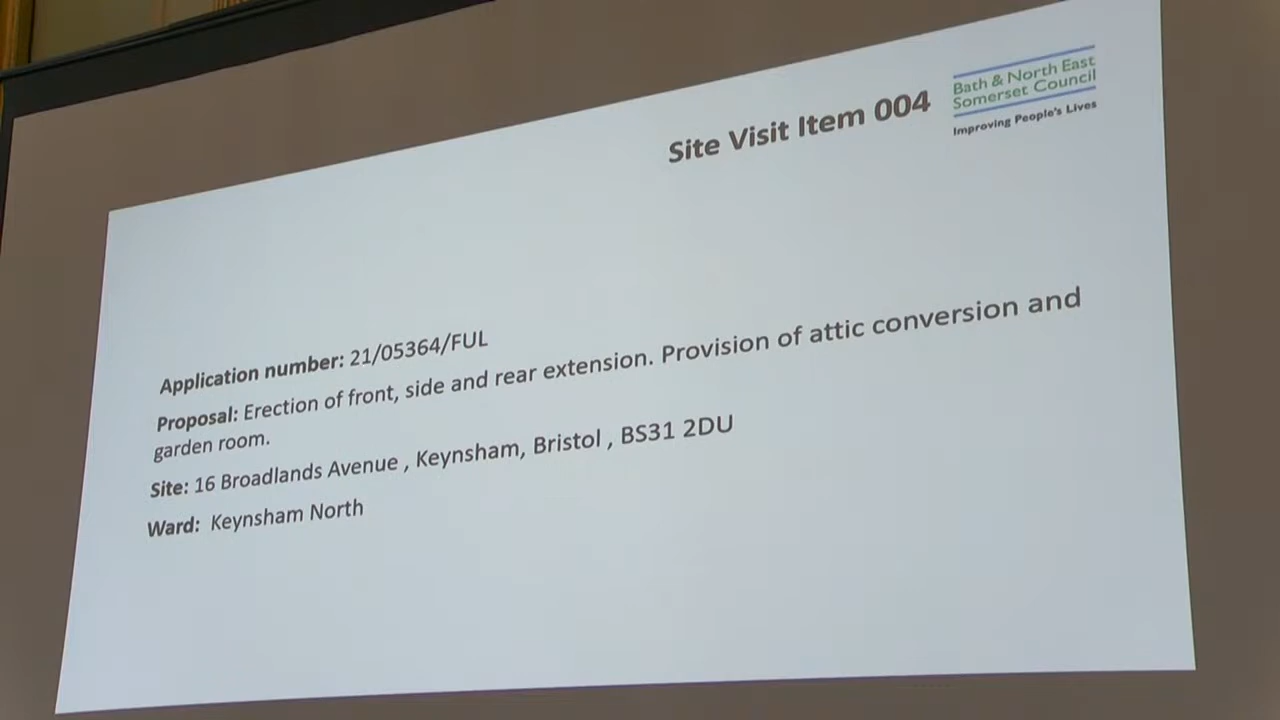 Site Visit Item 004
Bath & North East
Somerset Council
Improving People's Lives
Application number: 21/05364/FUL
Proposal: Erection of front, side and rear extension. Provision of attic conversion and
garden room.
Site: 16 Broadlands Avenue , Keynsham, Bristol , BS31 2DU
Ward: Keynsham North